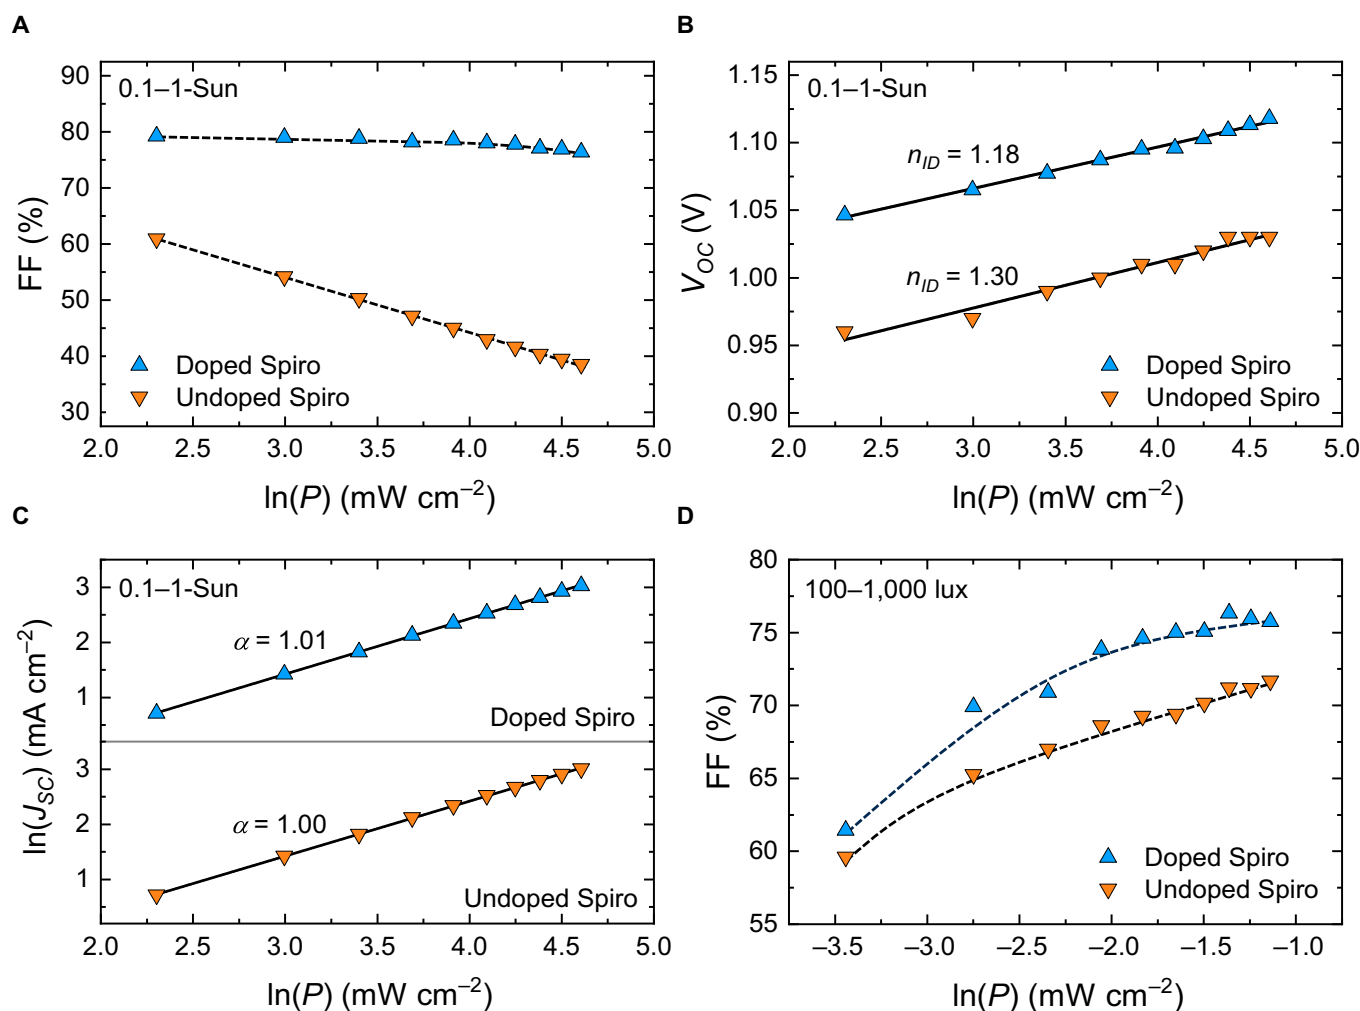 A
90
80
70
60
50
40
30
FF (%)
0.1–1-Sun
Doped Spiro
Undoped Spiro
2.0 2.5 3.0 3.5 4.0 4.5 5.0
ln(P) (mW cm⁻²)
B
1.15
1.10
1.05
1.00
0.95
0.90
V_OC (V)
0.1–1-Sun
n_ID = 1.18
n_ID = 1.30
Doped Spiro
Undoped Spiro
2.0 2.5 3.0 3.5 4.0 4.5 5.0
ln(P) (mW cm⁻²)
C
3
2
1
3
2
1
ln(J_SC) (mA cm⁻²)
0.1–1-Sun
α = 1.01
Doped Spiro
α = 1.00
Undoped Spiro
2.0 2.5 3.0 3.5 4.0 4.5 5.0
ln(P) (mW cm⁻²)
D
80
75
70
65
60
55
FF (%)
100–1,000 lux
Doped Spiro
Undoped Spiro
–3.5 –3.0 –2.5 –2.0 –1.5 –1.0
ln(P) (mW cm⁻²)